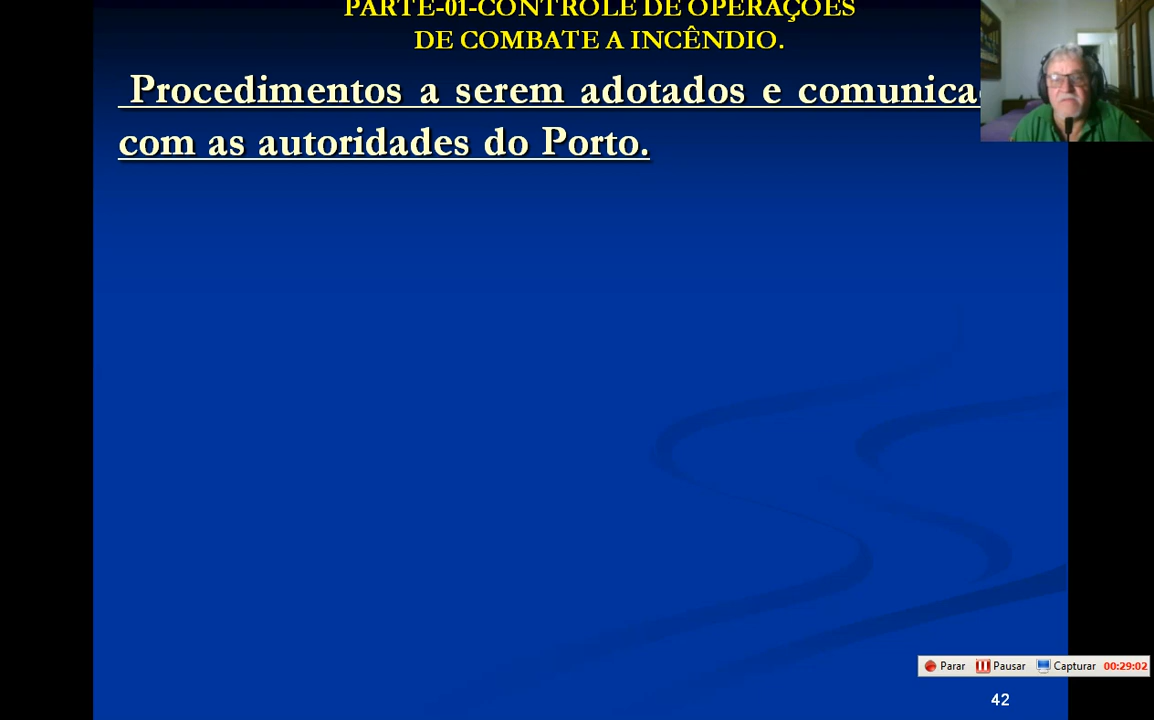 PARTE-01-CONTROLE DE OPERAÇÕES
DE COMBATE A INCÊNDIO.
Procedimentos a serem adotados e
com as autoridades do Porto.
Parar Pausar Capturar 00:29:02
42